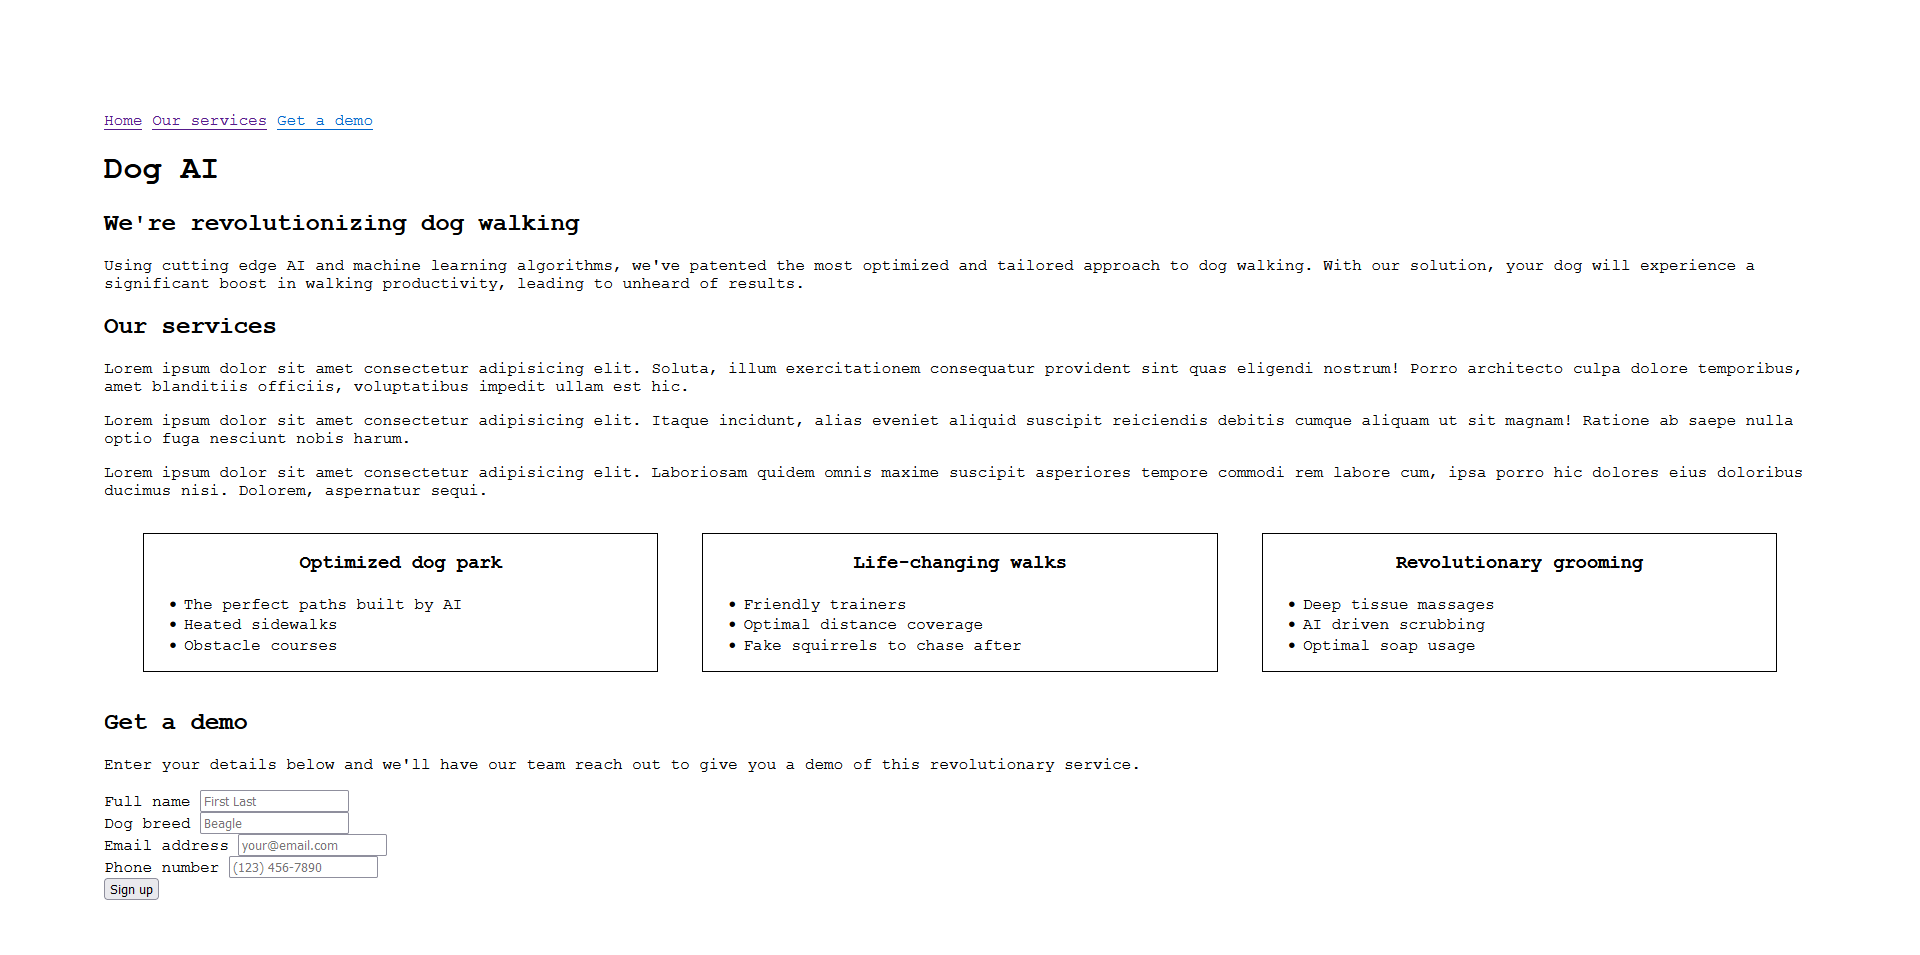 Home Our services Get a demo
Dog AI
We're revolutionizing dog walking
Using cutting edge AI and machine learning algorithms, we've patented the most optimized and tailored approach to dog walking. With our solution, your dog will experience a
significant boost in walking productivity, leading to unheard of results.
Our services
Lorem ipsum dolor sit amet consectetur adipisicing elit. Soluta, illum exercitationem consequatur provident sint quas eligendi nostrum! Porro architecto culpa dolore temporibus,
amet blanditiis officiis, voluptatibus impedit ullam est hic.
Lorem ipsum dolor sit amet consectetur adipisicing elit. Itaque incidunt, alias eveniet aliquid suscipit reiciendis debitis cumque aliquam ut sit magnam! Ratione ab saepe nulla
optio fuga nesciunt nobis harum.
Lorem ipsum dolor sit amet consectetur adipisicing elit. Laboriosam quidem omnis maxime suscipit asperiores tempore commodi rem labore cum, ipsa porro hic dolores eius doloribus
ducimus nisi. Dolorem, aspernatur sequi.
Optimized dog park
• The perfect paths built by AI
• Heated sidewalks
• Obstacle courses
Life-changing walks
• Friendly trainers
• Optimal distance coverage
• Fake squirrels to chase after
Revolutionary grooming
• Deep tissue massages
• AI driven scrubbing
• Optimal soap usage
Get a demo
Enter your details below and we'll have our team reach out to give you a demo of this revolutionary service.
Full name First Last
Dog breed Beagle
Email address your@email.com
Phone number (123) 456-7890
Sign up